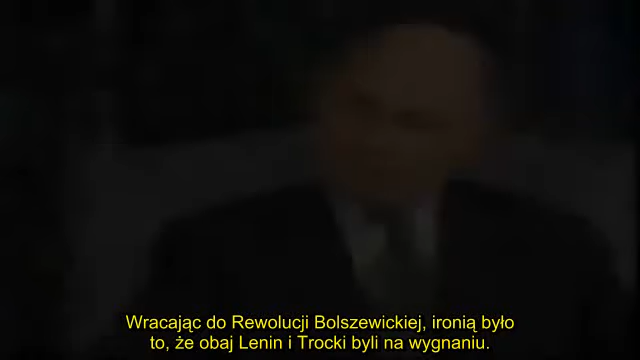 Wracając do Rewolucji Bolszewickiej, ironią było
to, że obaj Lenin i Trocki byli na wygnaniu.